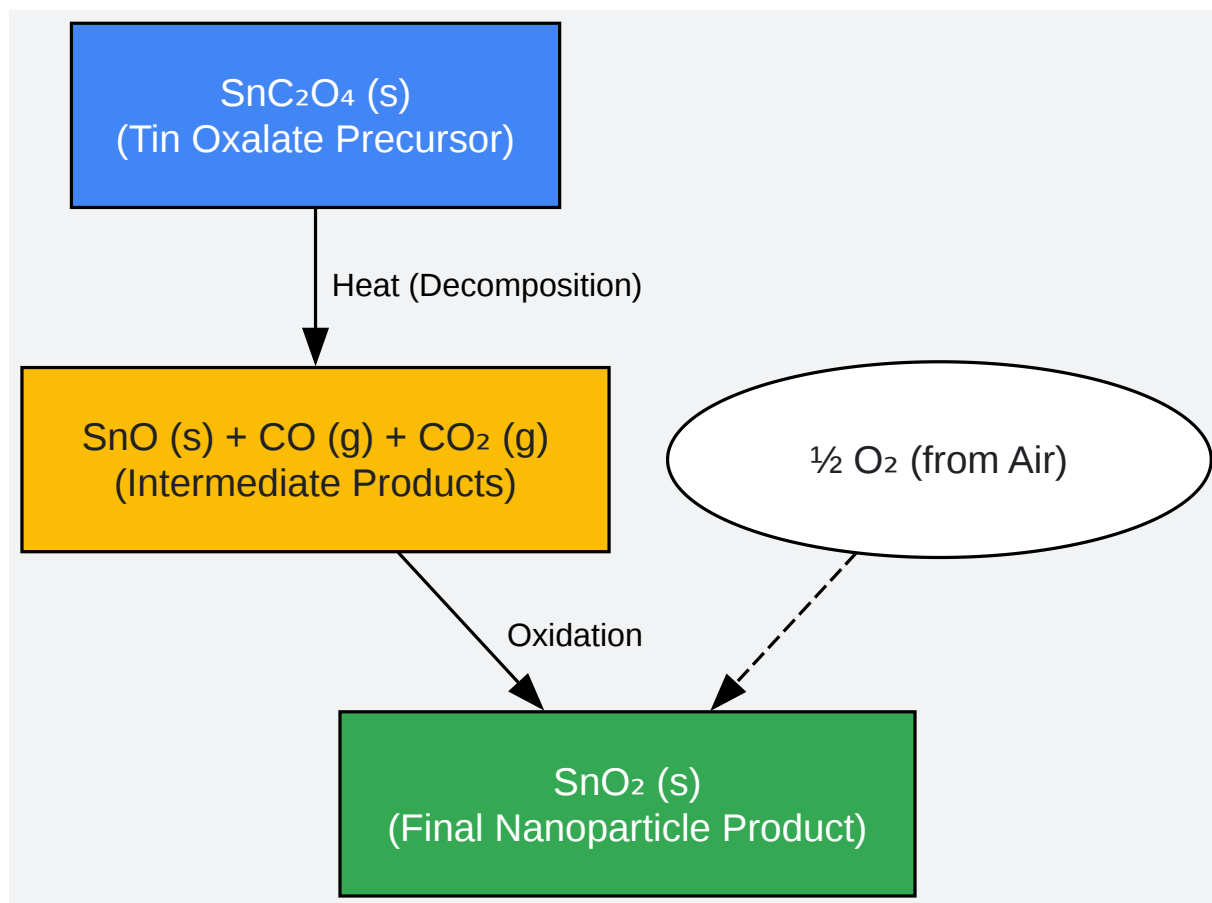 SnC₂O₄ (s)
(Tin Oxalate Precursor)
Heat (Decomposition)
SnO (s) + CO (g) + CO₂ (g)
(Intermediate Products)
½ O₂ (from Air)
Oxidation
SnO₂ (s)
(Final Nanoparticle Product)